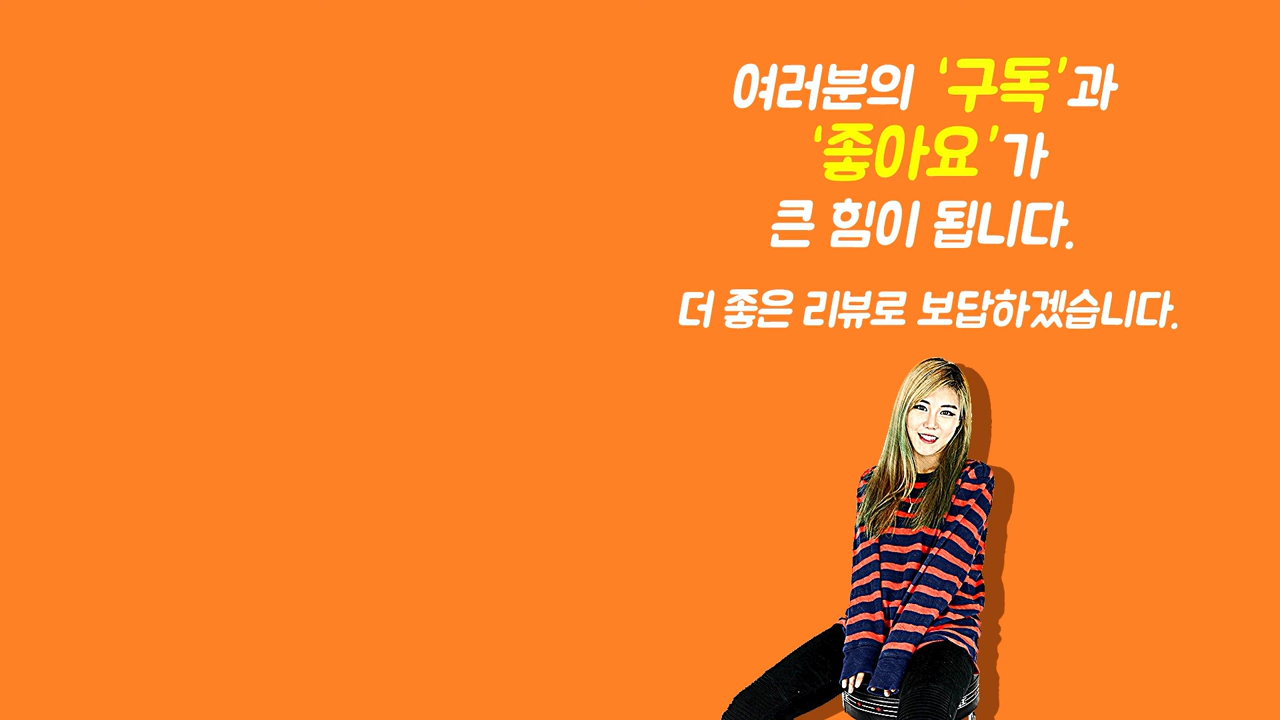 여러분의 '구독'과
'좋아요'가
큰 힘이 됩니다.
더 좋은 리뷰로 보답하겠습니다.